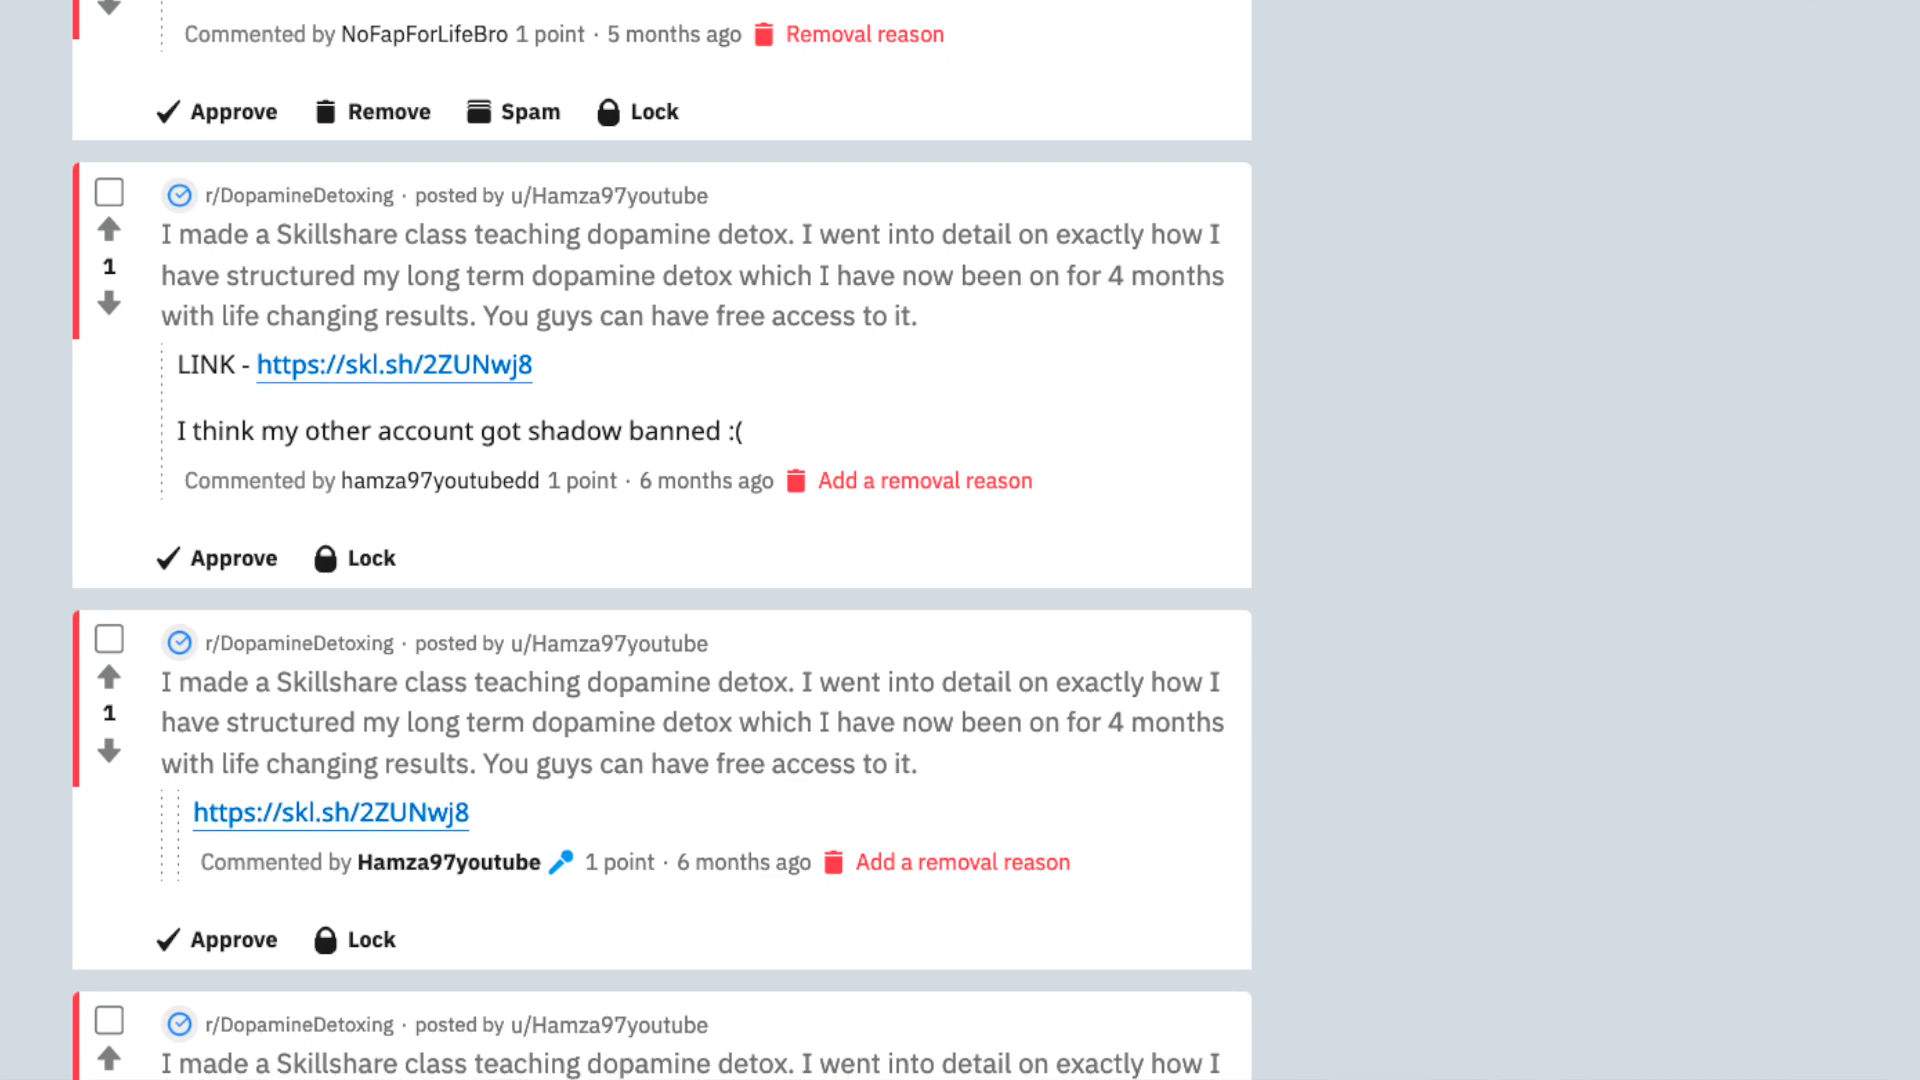 Commented by NoFapForLifeBro 1 point · 5 months ago Removal reason
Approve Remove Spam Lock
r/DopamineDetoxing · posted by u/Hamza97youtube
I made a Skillshare class teaching dopamine detox. I went into detail on exactly how I
1
have structured my long term dopamine detox which I have now been on for 4 months
with life changing results. You guys can have free access to it.
LINK - https://skl.sh/2ZUNwj8
I think my other account got shadow banned :(
Commented by hamza97youtubedd 1 point · 6 months ago Add a removal reason
Approve Lock
r/DopamineDetoxing · posted by u/Hamza97youtube
I made a Skillshare class teaching dopamine detox. I went into detail on exactly how I
1
have structured my long term dopamine detox which I have now been on for 4 months
with life changing results. You guys can have free access to it.
https://skl.sh/2ZUNwj8
Commented by Hamza97youtube 1 point · 6 months ago Add a removal reason
Approve Lock
r/DopamineDetoxing · posted by u/Hamza97youtube
I made a Skillshare class teaching dopamine detox. I went into detail on exactly how I